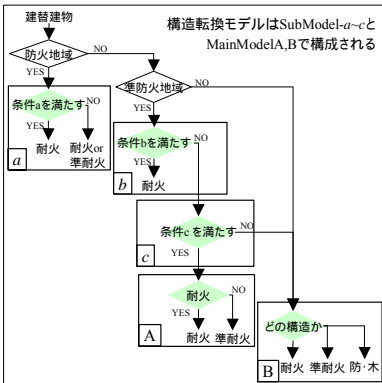 構造転換モデルはSubModel-a~cと
MainModelA,Bで構成される
建替建物
防火地域
NO
YES
準防火地域
NO
YES
条件aを満たす
NO
YES
耐火
耐火or
準耐火
a
条件bを満たす
NO
YES
耐火
b
条件cを満たす
NO
YES
c
耐火
NO
YES
耐火
準耐火
A
どの構造か
耐火
準耐火
防・木
B